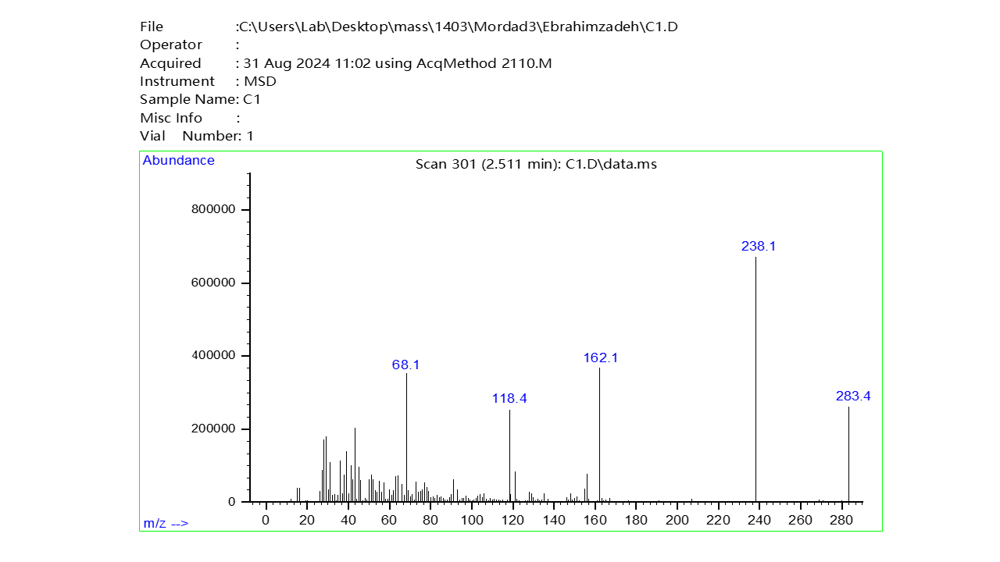 File :C:\Users\Lab\Desktop\mass\1403\Mordad3\Ebrahimzadeh\C1.D
Operator :
Acquired : 31 Aug 2024 11:02 using AcqMethod 2110.M
Instrument : MSD
Sample Name: C1
Misc Info :
Vial Number: 1
Abundance
Scan 301 (2.511 min): C1.D\data.ms
800000
238.1
600000
400000
68.1
118.4
162.1
283.4
200000
0
0 20 40 60 80 100 120 140 160 180 200 220 240 260 280
m/z -->